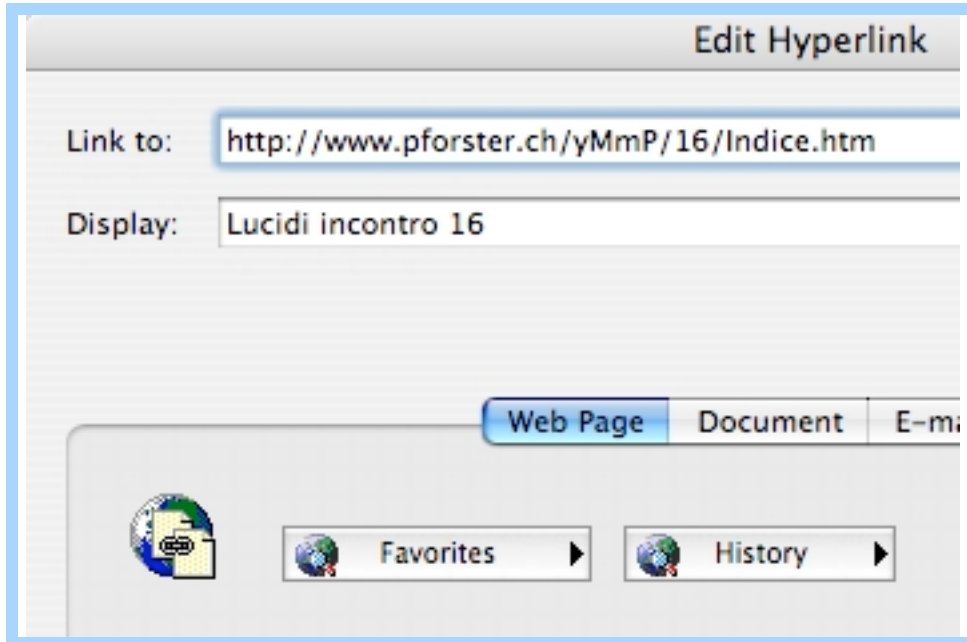 Edit Hyperlink
Link to: http://www.pforster.ch/yMmP/16/Indice.htm
Display: Lucidi incontro 16
Web Page Document E-ma
Favorites History